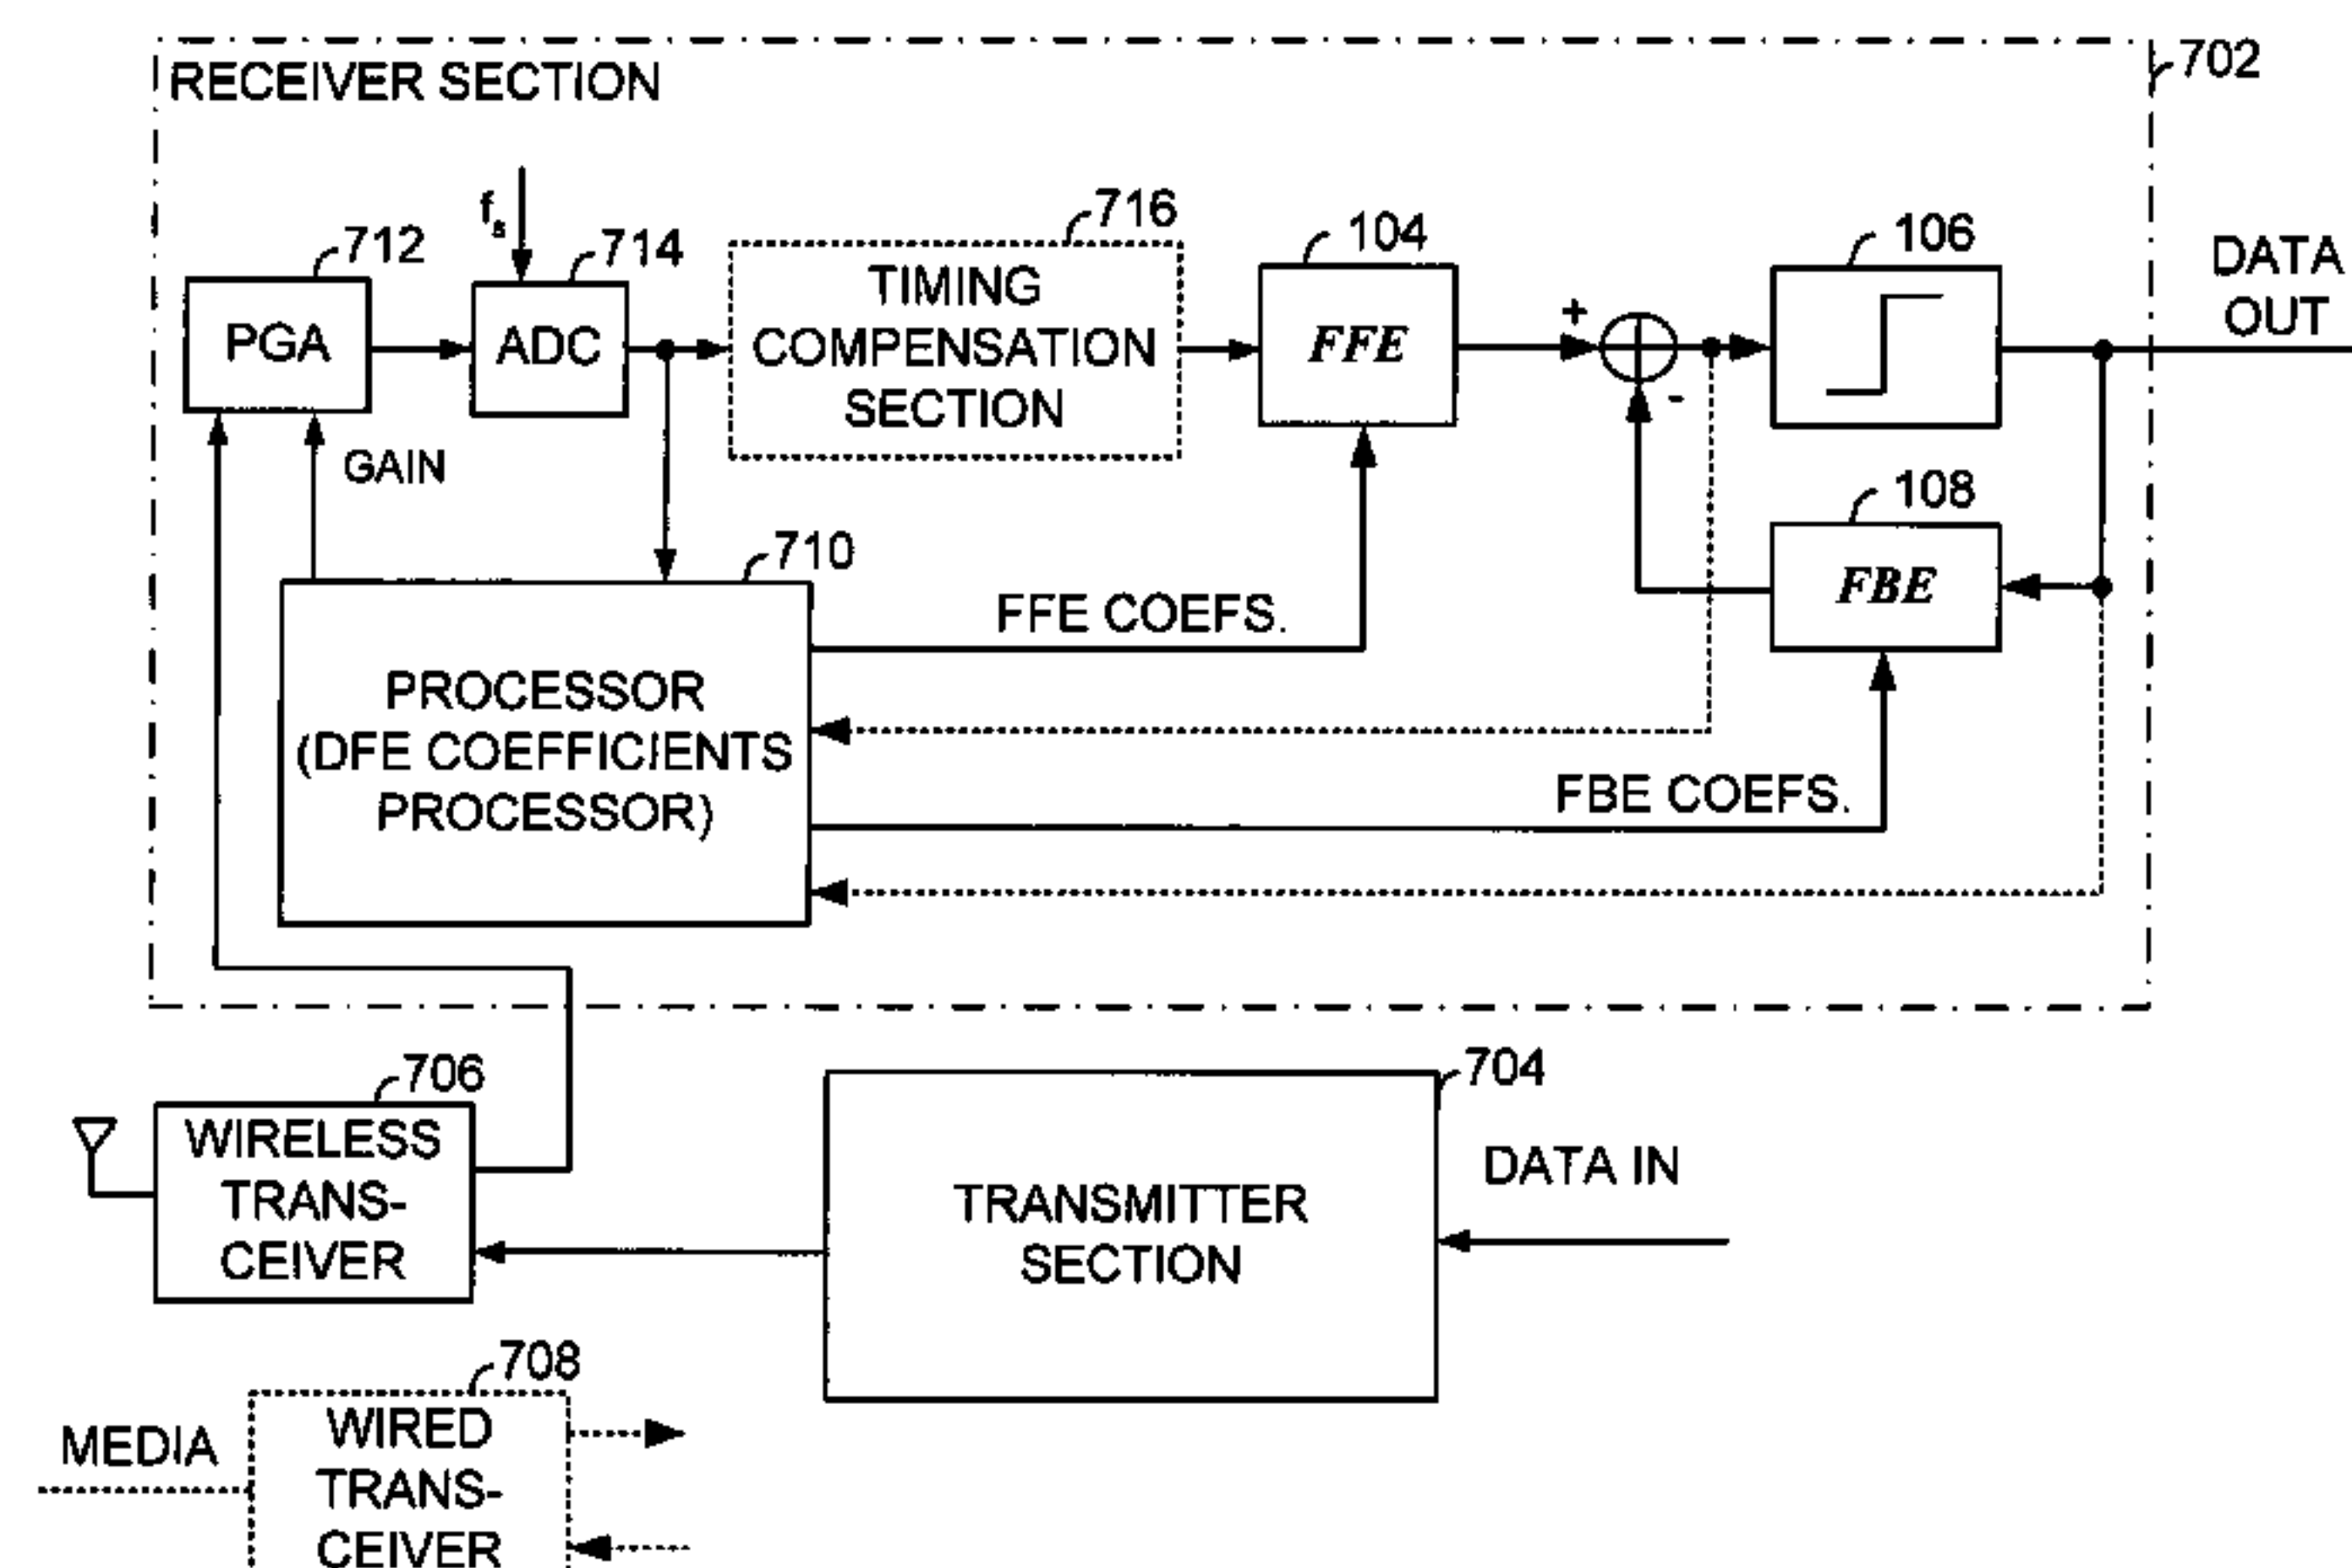 RECEIVER SECTION
702
fs
712
714
716
104
106
DATA
OUT
PGA
ADC
TIMING
COMPENSATION
SECTION
FFE
+
-
GAIN
108
FBE
710
FFE COEFS.
PROCESSOR
(DFE COEFFICIENTS
PROCESSOR)
FBE COEFS.
706
WIRELESS
TRANS-
CEIVER
704
TRANSMITTER
SECTION
DATA IN
708
MEDIA
WIRED
TRANS-
CEIVER